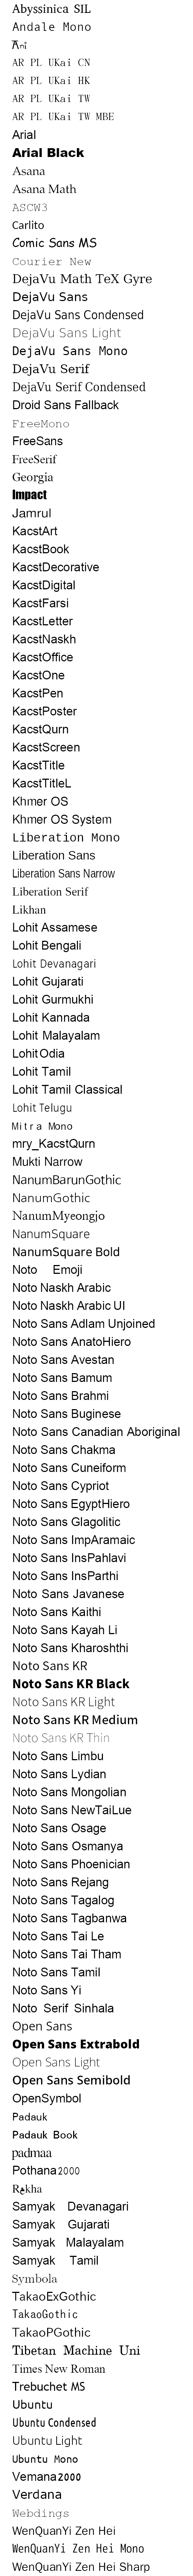 Abyssinica SIL
Andale Mono
Ani
AR PL UKai CN
AR PL UKai HK
AR PL UKai TW
AR PL UKai TW MBE
Arial
Arial Black
Asana
Asana Math
ASCW3
Carlito
Comic Sans MS
Courier New
DejaVu Math TeX Gyre
DejaVu Sans
DejaVu Sans Condensed
DejaVu Sans Light
DejaVu Sans Mono
DejaVu Serif
DejaVu Serif Condensed
Droid Sans Fallback
FreeMono
FreeSans
FreeSerif
Georgia
Impact
Jamrul
KacstArt
KacstBook
KacstDecorative
KacstDigital
KacstFarsi
KacstLetter
KacstNaskh
KacstOffice
KacstOne
KacstPen
KacstPoster
KacstQurn
KacstScreen
KacstTitle
KacstTitleL
Khmer OS
Khmer OS System
Liberation Mono
Liberation Sans
Liberation Sans Narrow
Liberation Serif
Likhan
Lohit Assamese
Lohit Bengali
Lohit Devanagari
Lohit Gujarati
Lohit Gurmukhi
Lohit Kannada
Lohit Malayalam
Lohit Odia
Lohit Tamil
Lohit Tamil Classical
Lohit Telugu
Mitra Mono
mry_KacstQurn
Mukti Narrow
NanumBarunGothic
NanumGothic
NanumMyeongjo
NanumSquare
NanumSquare Bold
Noto Emoji
Noto Naskh Arabic
Noto Naskh Arabic UI
Noto Sans Adlam Unjoined
Noto Sans AnatoHiero
Noto Sans Avestan
Noto Sans Bamum
Noto Sans Brahmi
Noto Sans Buginese
Noto Sans Canadian Aboriginal
Noto Sans Chakma
Noto Sans Cuneiform
Noto Sans Cypriot
Noto Sans EgyptHiero
Noto Sans Glagolitic
Noto Sans ImpAramaic
Noto Sans InsPahlavi
Noto Sans InsParthi
Noto Sans Javanese
Noto Sans Kaithi
Noto Sans Kayah Li
Noto Sans Kharoshthi
Noto Sans KR
Noto Sans KR Black
Noto Sans KR Light
Noto Sans KR Medium
Noto Sans KR Thin
Noto Sans Limbu
Noto Sans Lydian
Noto Sans Mongolian
Noto Sans NewTaiLue
Noto Sans Osage
Noto Sans Osmanya
Noto Sans Phoenician
Noto Sans Rejang
Noto Sans Tagalog
Noto Sans Tagbanwa
Noto Sans Tai Le
Noto Sans Tai Tham
Noto Sans Tamil
Noto Sans Yi
Noto Serif Sinhala
Open Sans
Open Sans Extrabold
Open Sans Light
Open Sans Semibold
OpenSymbol
Padauk
Padauk Book
padmaa
Pothana2000
Rekha
Samyak Devanagari
Samyak Gujarati
Samyak Malayalam
Samyak Tamil
Symbola
TakaoExGothic
TakaoGothic
TakaoPGothic
Tibetan Machine Uni
Times New Roman
Trebuchet MS
Ubuntu
Ubuntu Condensed
Ubuntu Light
Ubuntu Mono
Vemana2000
Verdana
Webdings
WenQuanYi Zen Hei
WenQuanYi Zen Hei Mono
WenQuanYi Zen Hei Sharp